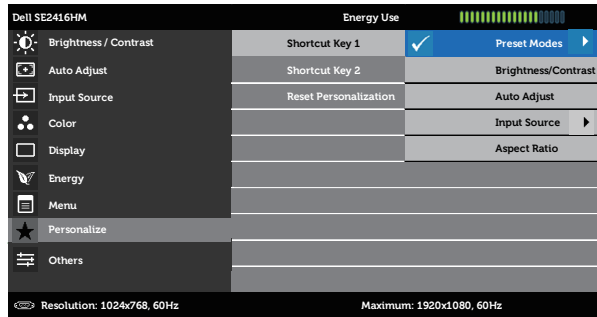 Dell SE2416HM Energy Use
Brightness / Contrast Shortcut Key 1 Preset Modes
Auto Adjust Shortcut Key 2 Brightness/Contrast
Input Source Reset Personalization Auto Adjust
Color Input Source
Display Aspect Ratio
Energy
Menu
Personalize
Others
Resolution: 1024x768, 60Hz Maximum: 1920x1080, 60Hz